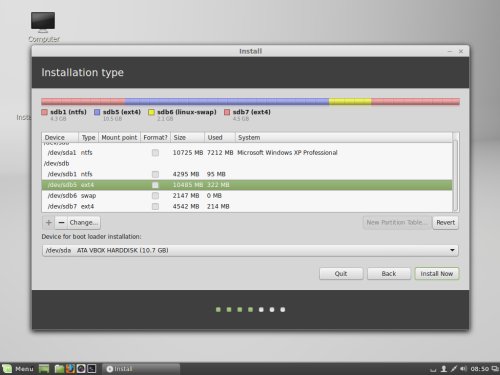 Computer
Insta
Install
Installation type
sdb1 (ntfs) sdb5 (ext4) sdb6 (linux-swap) sdb7 (ext4)
4.3 GB 10.5 GB 2.1 GB 4.5 GB
Device Type Mount point Format? Size Used System
/dev/sda
/dev/sda1 ntfs 10725 MB 7212 MB Microsoft Windows XP Professional
/dev/sdb
/dev/sdb1 ntfs 4295 MB 95 MB
/dev/sdb5 ext4 10485 MB 322 MB
/dev/sdb6 swap 2147 MB 0 MB
/dev/sdb7 ext4 4542 MB 214 MB
+ − Change... New Partition Table... Revert
Device for boot loader installation:
/dev/sda ATA VBOX HARDDISK (10.7 GB)
Quit Back Install Now
Menu Install 08:50